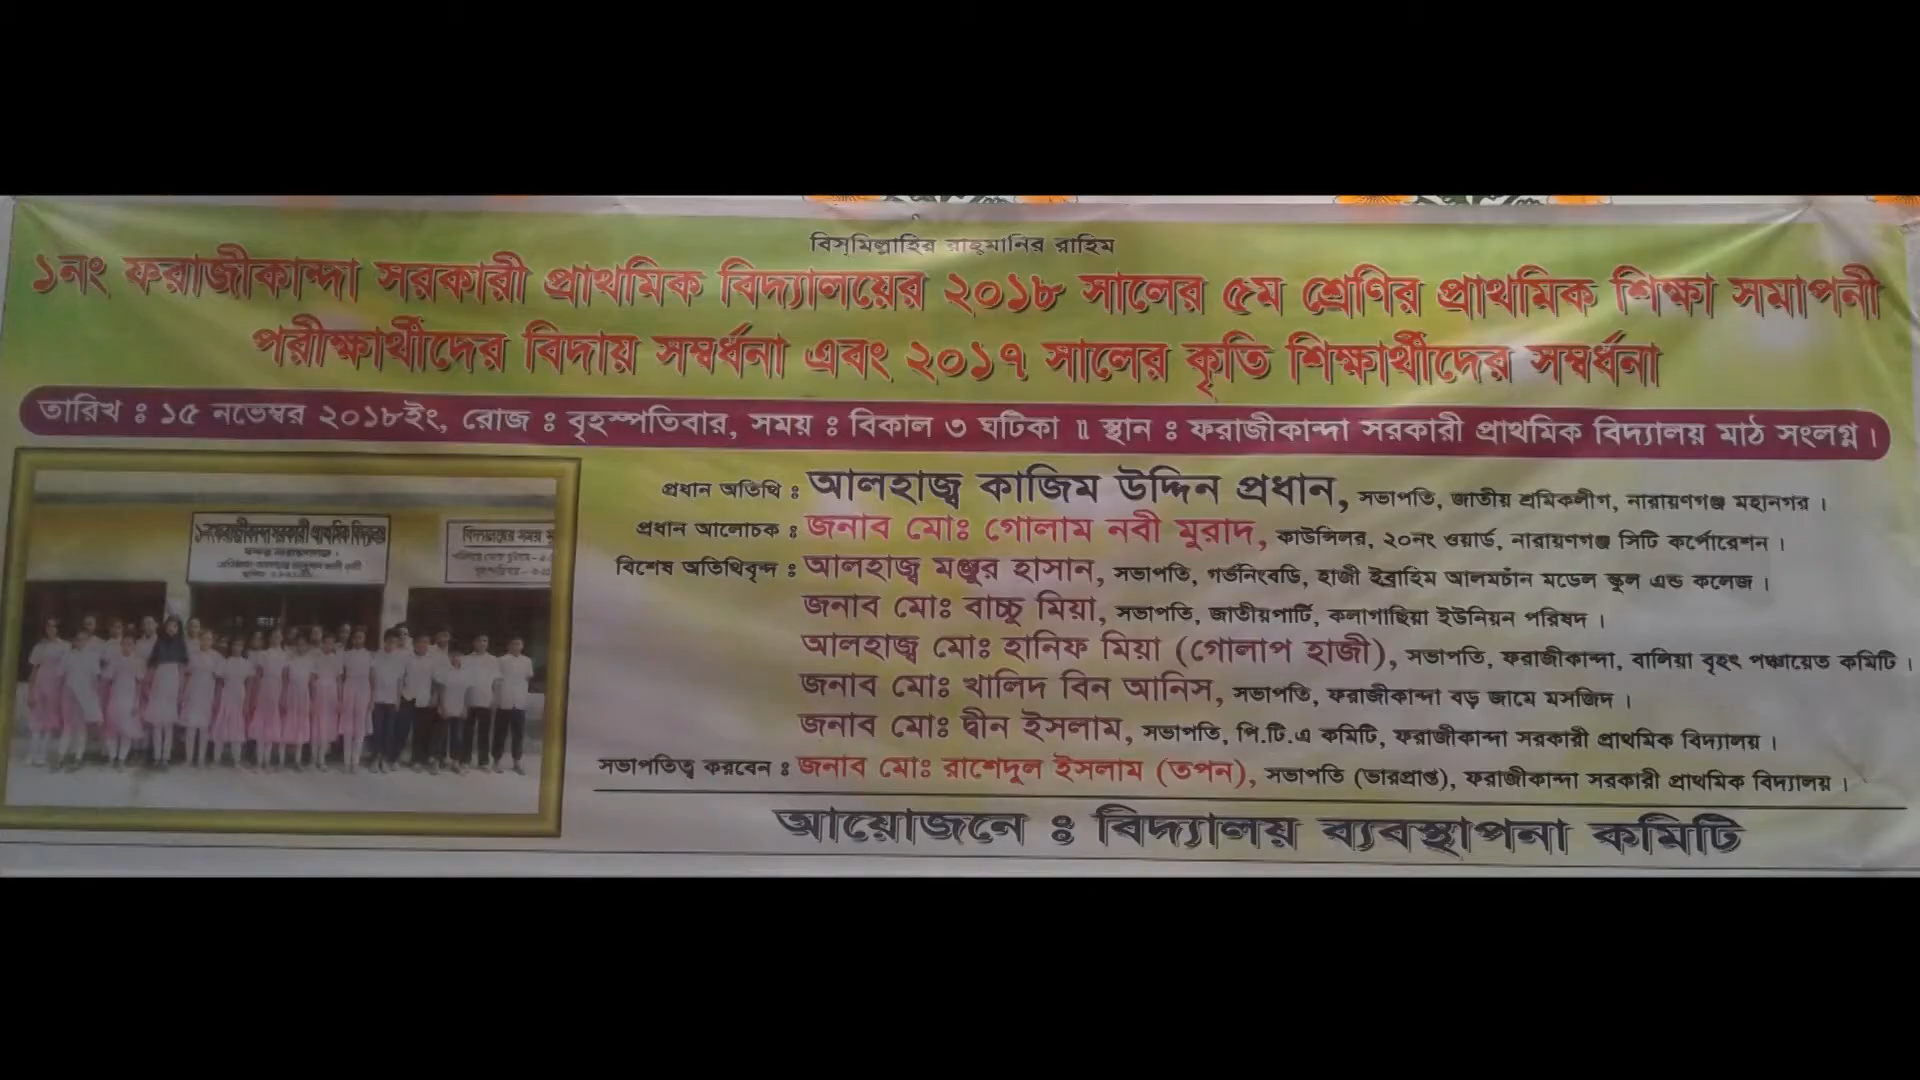 বিস্‌মিল্লাহির রাহ্‌মানির রাহিম
১নং ফরাজীকান্দা সরকারী প্রাথমিক বিদ্যালয়ের ২০১৮ সালের ৫ম শ্রেণির প্রাথমিক শিক্ষা সমাপনী
পরীক্ষার্থীদের বিদায় সম্বর্ধনা এবং ২০১৭ সালের কৃতি শিক্ষার্থীদের সম্বর্ধনা
তারিখ ঃ ১৫ নভেম্বর ২০১৮ইং, রোজ ঃ বৃহস্পতিবার, সময় ঃ বিকাল ৩ ঘটিকা ॥ স্থান ঃ ফরাজীকান্দা সরকারী প্রাথমিক বিদ্যালয় মাঠ সংলগ্ন।
১নং ফরাজীকান্দা সরকারী প্রাথমিক বিদ্যালয়
প্রধান অতিথি ঃ আলহাজ্ব কাজিম উদ্দিন প্রধান, সভাপতি, জাতীয় শ্রমিকলীগ, নারায়ণগঞ্জ মহানগর।
প্রধান আলোচক ঃ জনাব মোঃ গোলাম নবী মুরাদ, কাউন্সিলর, ২০নং ওয়ার্ড, নারায়ণগঞ্জ সিটি কর্পোরেশন।
বিশেষ অতিথিবৃন্দ ঃ আলহাজ্ব মঞ্জুর হাসান, সভাপতি, গভর্নিংবডি, হাজী ইব্রাহিম আলমচাঁন মডেল স্কুল এন্ড কলেজ।
জনাব মোঃ বাচ্চু মিয়া, সভাপতি, জাতীয়পার্টি, কলাগাছিয়া ইউনিয়ন পরিষদ।
আলহাজ্ব মোঃ হানিফ মিয়া (গোলাপ হাজী), সভাপতি, ফরাজীকান্দা, বালিয়া বৃহৎ পঞ্চায়েত কমিটি।
জনাব মোঃ খালিদ বিন আনিস, সভাপতি, ফরাজীকান্দা বড় জামে মসজিদ।
জনাব মোঃ দ্বীন ইসলাম, সভাপতি, পি.টি.এ কমিটি, ফরাজীকান্দা সরকারী প্রাথমিক বিদ্যালয়।
সভাপতিত্ব করবেন ঃ জনাব মোঃ রাশেদুল ইসলাম (তপন), সভাপতি (ভারপ্রাপ্ত), ফরাজীকান্দা সরকারী প্রাথমিক বিদ্যালয়।
আয়োজনে ঃ বিদ্যালয় ব্যবস্থাপনা কমিটি